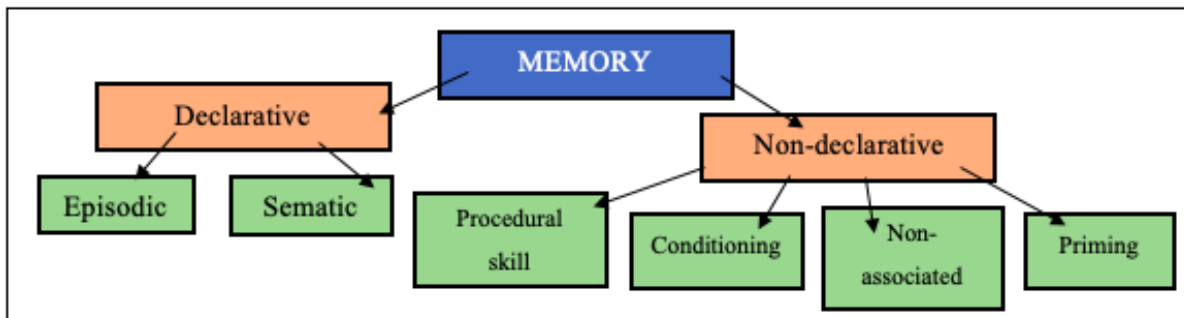 MEMORY
Declarative
Non-declarative
Episodic
Sematic
Procedural
skill
Conditioning
Non-
associated
Priming